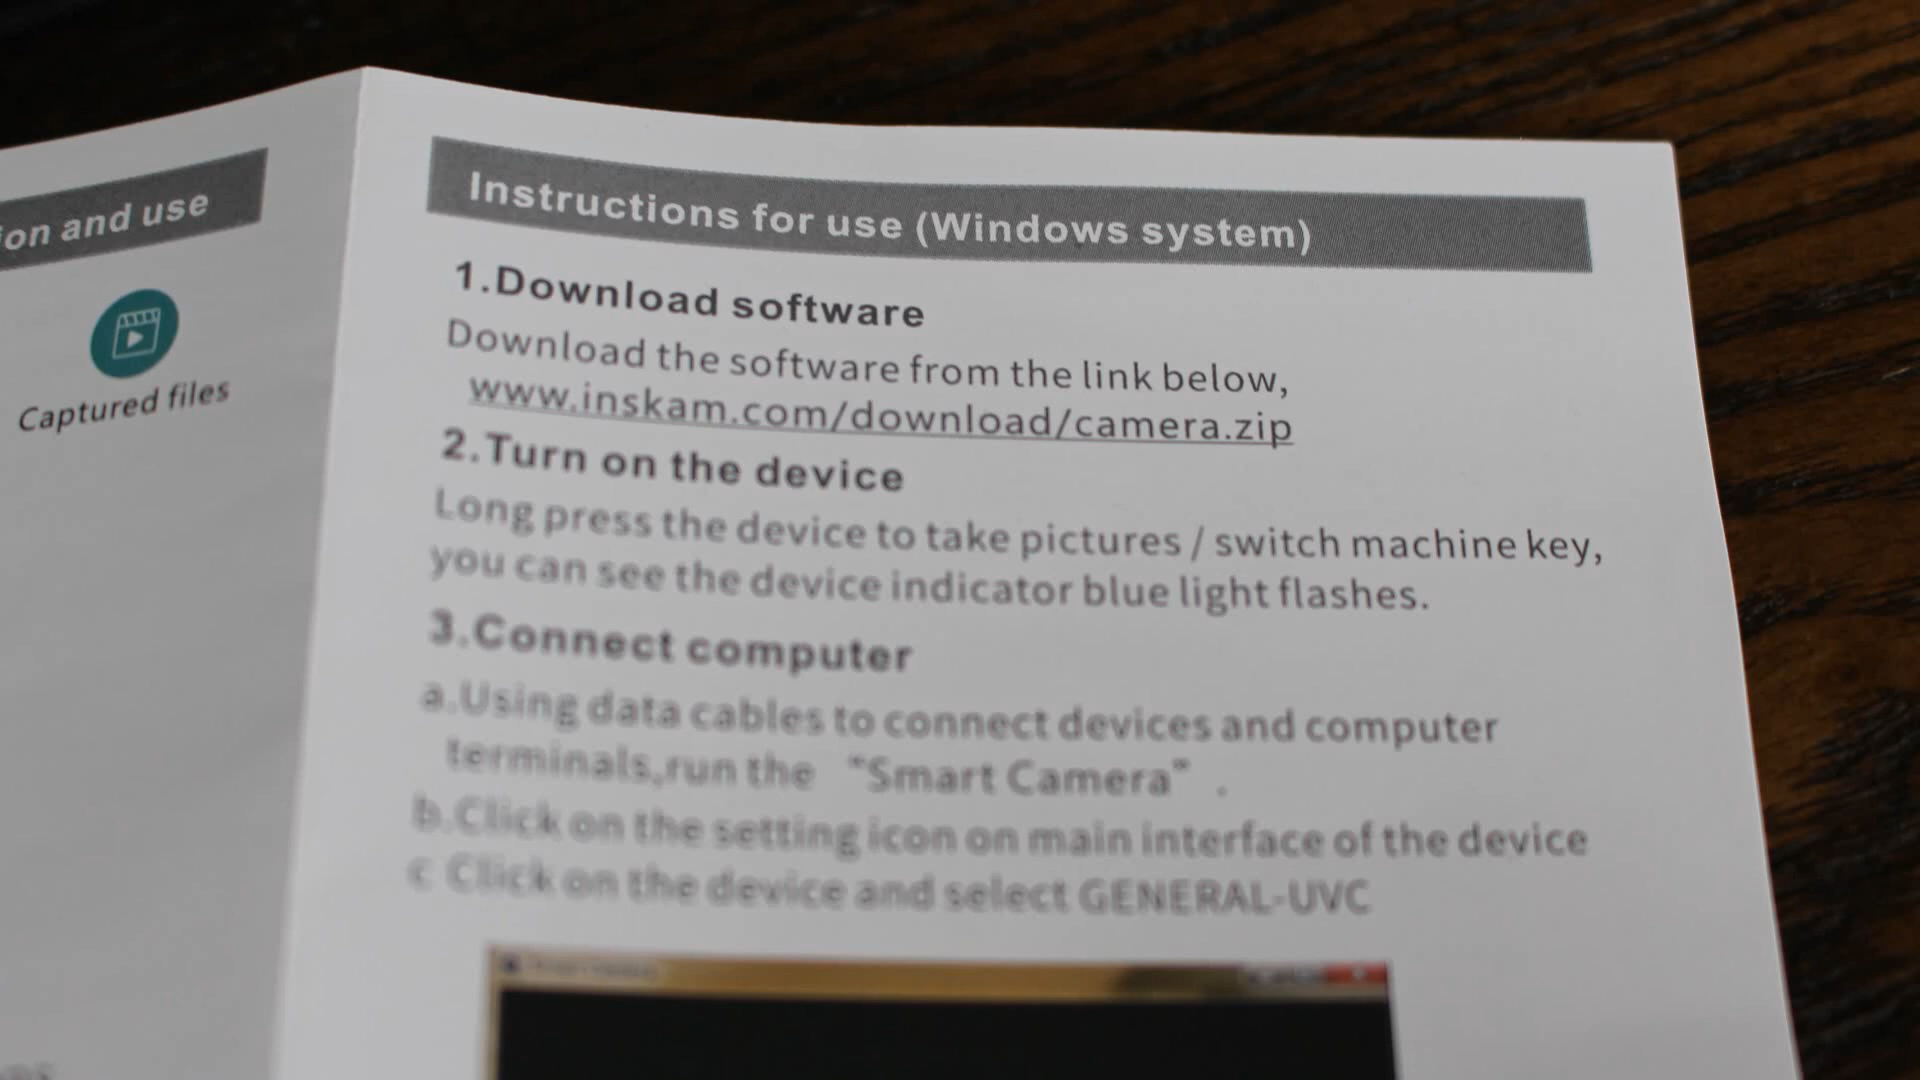 ion and use
Captured files
Instructions for use (Windows system)
1.Download software
Download the software from the link below,
www.inskam.com/download/camera.zip
2.Turn on the device
Long press the device to take pictures / switch machine key,
you can see the device indicator blue light flashes.
3.Connect computer
a.Using data cables to connect devices and computer
terminals,run the “Smart Camera” .
b.Click on the setting icon on main interface of the device
c Click on the device and select GENERAL-UVC